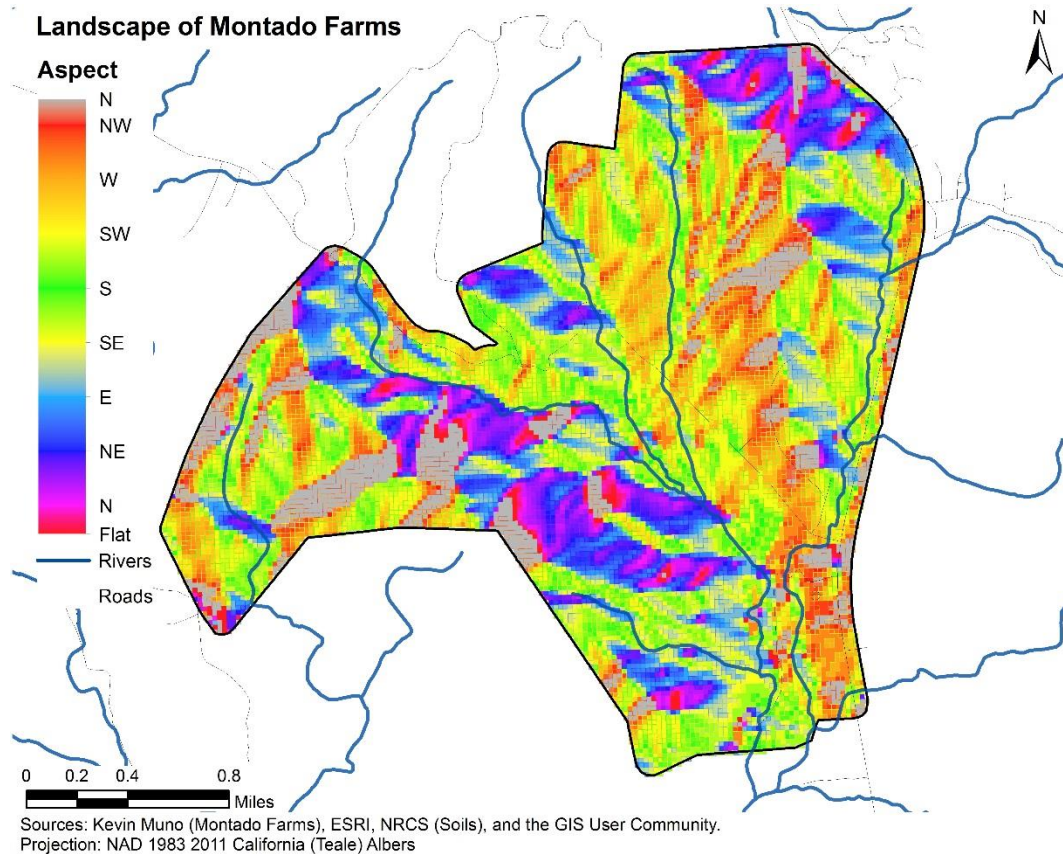 Landscape of Montado Farms
N
Aspect
N
NW
W
SW
S
SE
E
NE
N
Flat
Rivers
Roads
0 0.2 0.4 0.8
Miles
Sources: Kevin Muno (Montado Farms), ESRI, NRCS (Soils), and the GIS User Community.
Projection: NAD 1983 2011 California (Teale) Albers